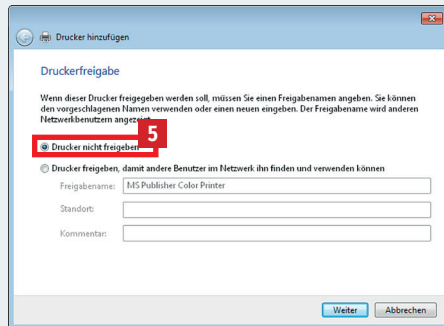 Drucker hinzufügen
Druckerfreigabe
Wenn dieser Drucker freigegeben werden soll, müssen Sie einen Freigabenamen angeben. Sie können
den vorgeschlagenen Namen verwenden oder einen neuen eingeben. Der Freigabename wird anderen
Netzwerkbenutzern angezeigt.
5
Drucker nicht freigeben
Drucker freigeben, damit andere Benutzer im Netzwerk ihn finden und verwenden können
Freigabename: MS Publisher Color Printer
Standort:
Kommentar:
Weiter Abbrechen